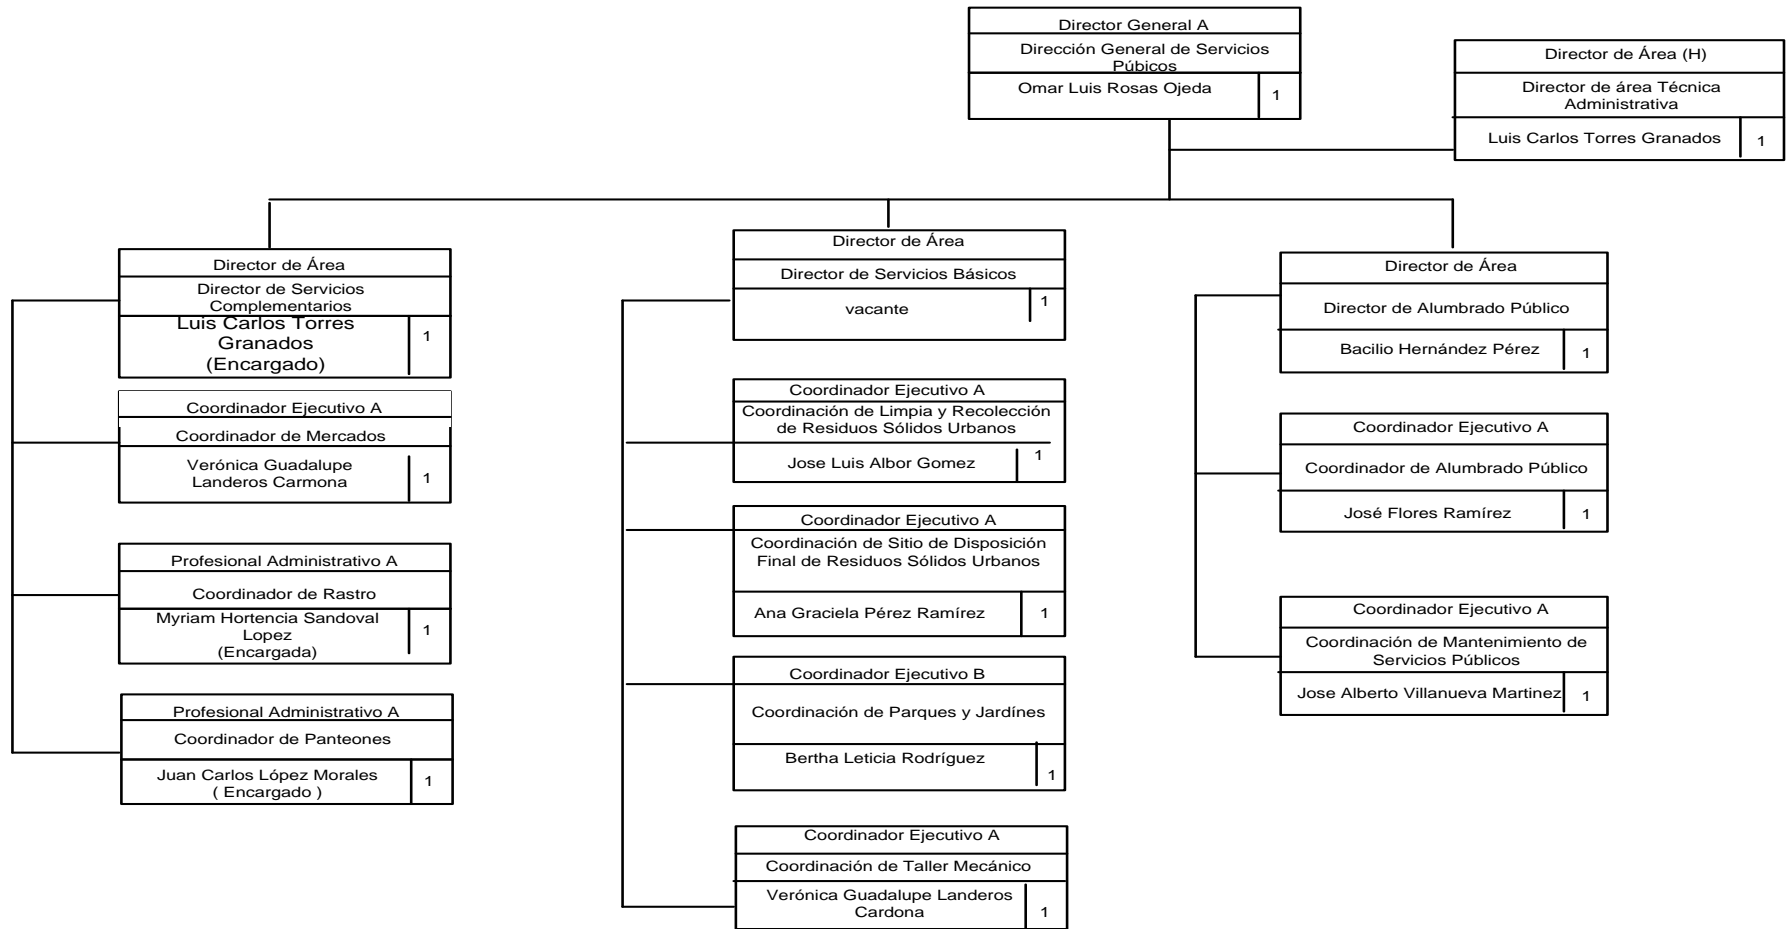 Director General A
Dirección General de Servicios
Púbicos
Omar Luis Rosas Ojeda
1
Director de Área (H)
Director de área Técnica
Administrativa
Luis Carlos Torres Granados
1
Director de Área
Director de Servicios
Complementarios
Luis Carlos Torres
Granados
(Encargado)
1
Coordinador Ejecutivo A
Coordinador de Mercados
Verónica Guadalupe
Landeros Carmona
1
Profesional Administrativo A
Coordinador de Rastro
Myriam Hortencia Sandoval
Lopez
(Encargada)
1
Profesional Administrativo A
Coordinador de Panteones
Juan Carlos López Morales
( Encargado )
1
Director de Área
Director de Servicios Básicos
vacante
1
Coordinador Ejecutivo A
Coordinación de Limpia y Recolección
de Residuos Sólidos Urbanos
Jose Luis Albor Gomez
1
Coordinador Ejecutivo A
Coordinación de Sitio de Disposición
Final de Residuos Sólidos Urbanos
Ana Graciela Pérez Ramírez
1
Coordinador Ejecutivo B
Coordinación de Parques y Jardínes
Bertha Leticia Rodríguez
1
Coordinador Ejecutivo A
Coordinación de Taller Mecánico
Verónica Guadalupe Landeros
Cardona
1
Director de Área
Director de Alumbrado Público
Bacilio Hernández Pérez
1
Coordinador Ejecutivo A
Coordinador de Alumbrado Público
José Flores Ramírez
1
Coordinador Ejecutivo A
Coordinación de Mantenimiento de
Servicios Públicos
Jose Alberto Villanueva Martinez
1